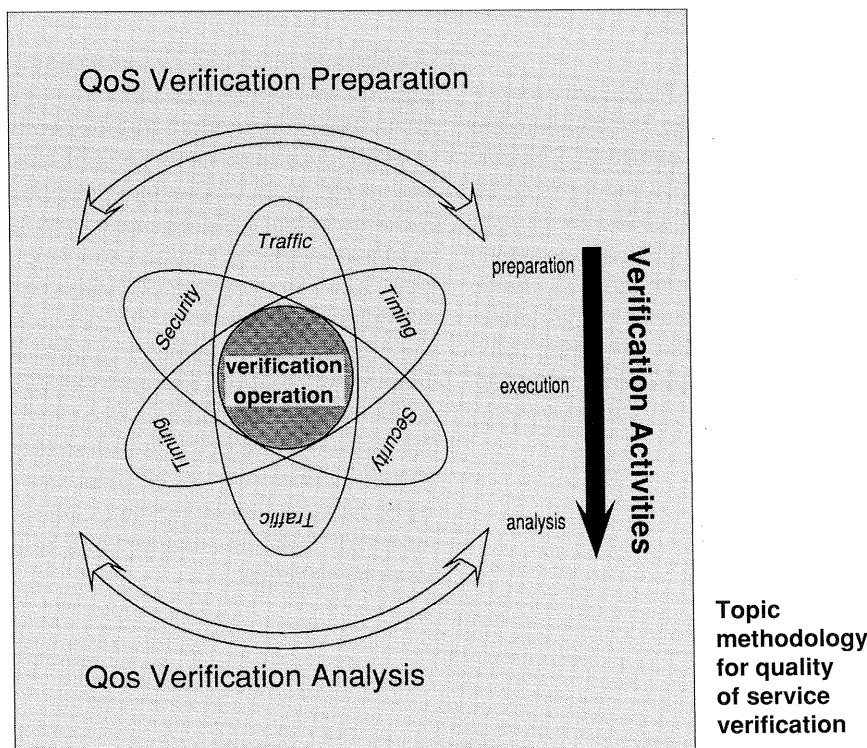 QoS Verification Preparation
Traffic
Security
Timing
preparation
verification
operation
execution
Verification Activities
Timing
Security
Traffic
analysis
Qos Verification Analysis
Topic
methodology
for quality
of service
verification